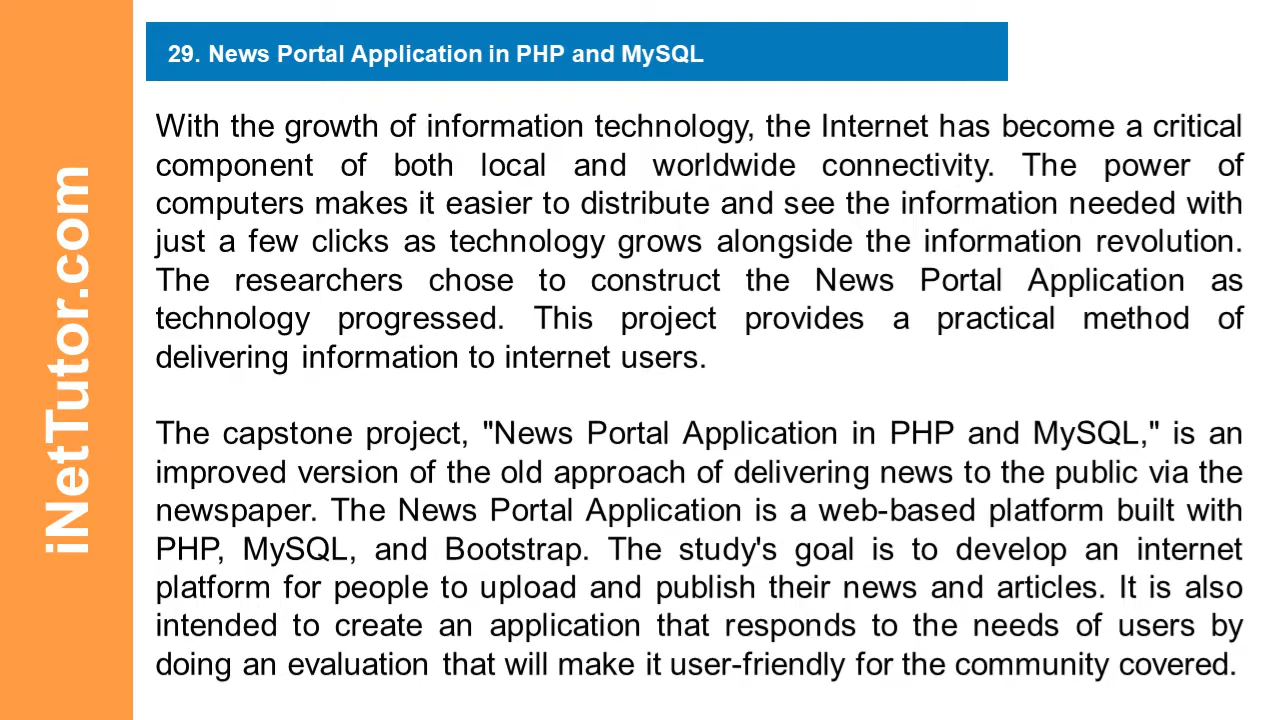 iNetTutor.com
29. News Portal Application in PHP and MySQL
With the growth of information technology, the Internet has become a critical
component of both local and worldwide connectivity. The power of
computers makes it easier to distribute and see the information needed with
just a few clicks as technology grows alongside the information revolution.
The researchers chose to construct the News Portal Application as
technology progressed. This project provides a practical method of
delivering information to internet users.
The capstone project, "News Portal Application in PHP and MySQL," is an
improved version of the old approach of delivering news to the public via the
newspaper. The News Portal Application is a web-based platform built with
PHP, MySQL, and Bootstrap. The study's goal is to develop an internet
platform for people to upload and publish their news and articles. It is also
intended to create an application that responds to the needs of users by
doing an evaluation that will make it user-friendly for the community covered.